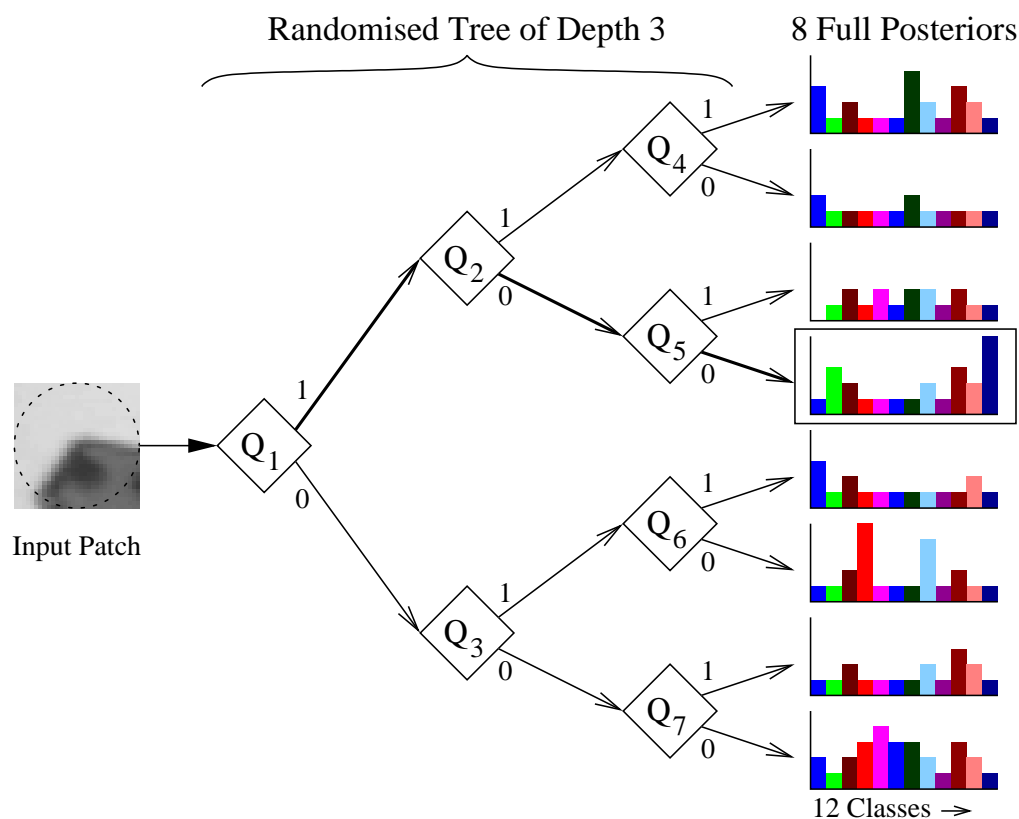 Randomised Tree of Depth 3
8 Full Posteriors
1
Q4
0
1
Q2
0
1
Q5
0
1
Q1
0
Input Patch
1
Q6
0
1
Q3
0
1
Q7
0
12 Classes →